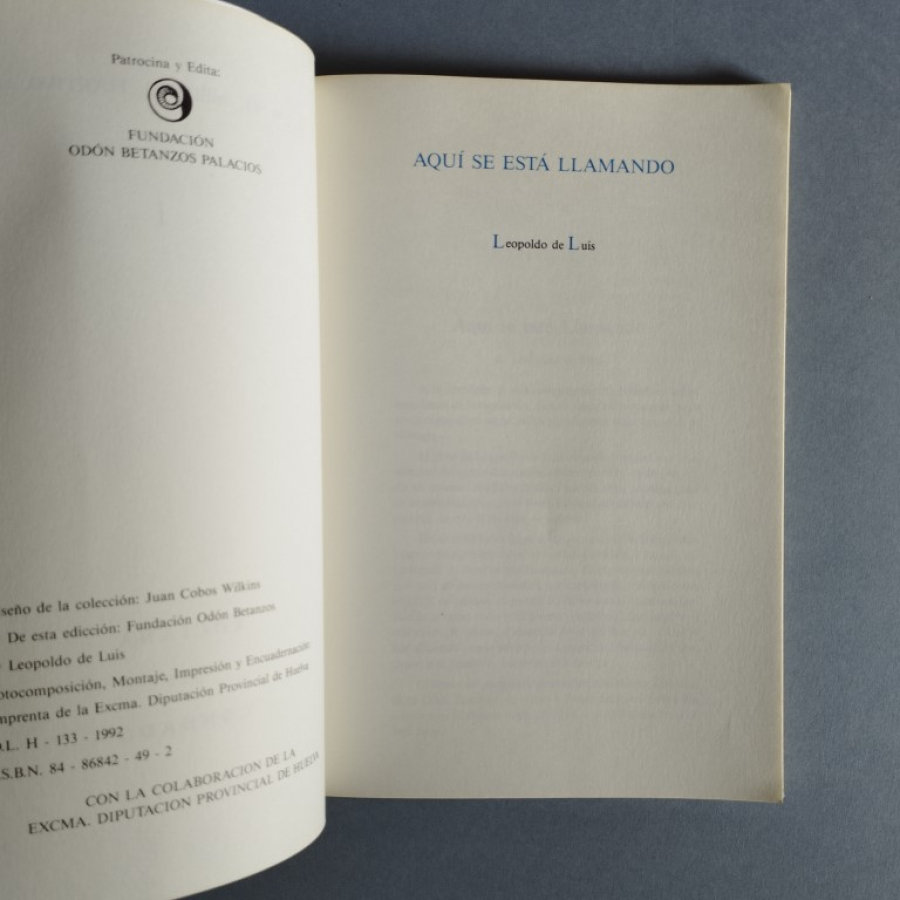 Patrocina y Edita:
FUNDACIÓN
ODÓN BETANZOS PALACIOS
seño de la colección: Juan Cobos Wilkins
De esta edicción: Fundación Odón Betanzos
Leopoldo de Luis
otocomposición, Montaje, Impresión y Encuadernación:
mprenta de la Excma. Diputación Provincial de Huelva
D.L. H - 133 - 1992
.S.B.N. 84 - 86842 - 49 - 2
CON LA COLABORACION DE LA
EXCMA. DIPUTACION PROVINCIAL DE HUELVA
AQUÍ SE ESTÁ LLAMANDO
Leopoldo de Luis